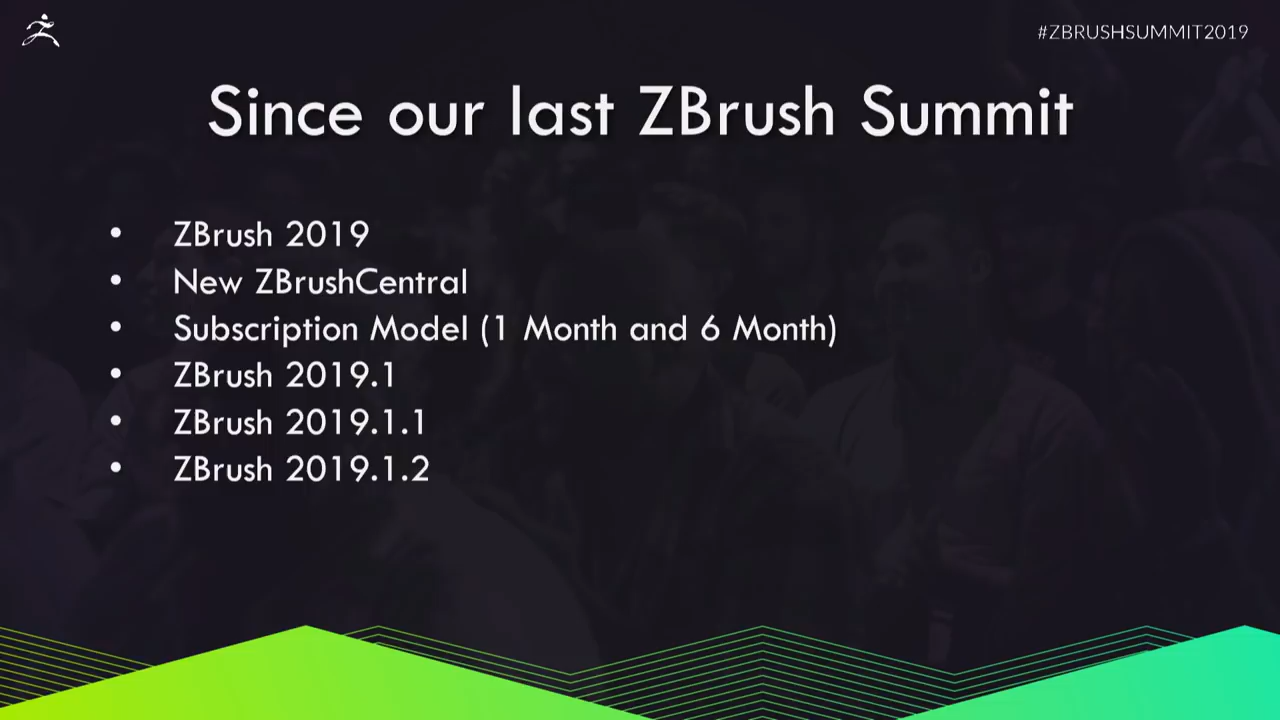 #ZBRUSHSUMMIT2019
Since our last ZBrush Summit
• ZBrush 2019
• New ZBrushCentral
• Subscription Model (1 Month and 6 Month)
• ZBrush 2019.1
• ZBrush 2019.1.1
• ZBrush 2019.1.2